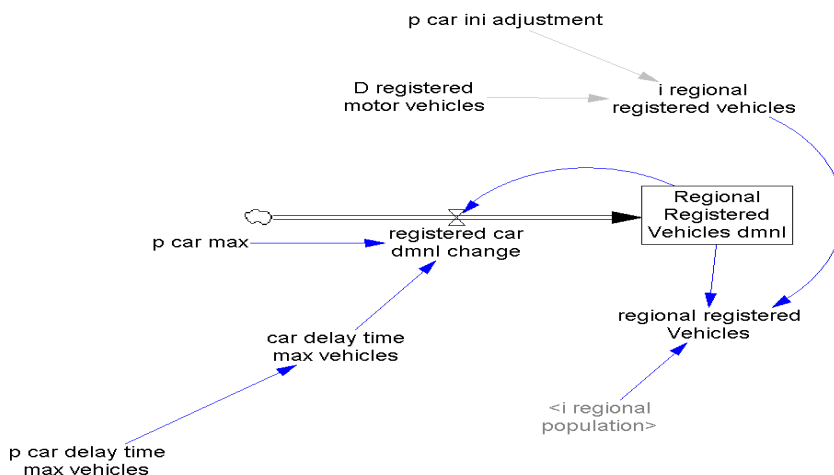 p car ini adjustment
D registered
motor vehicles
i regional
registered vehicles
Regional
Registered
Vehicles dmnl
registered car
dmnl change
p car max
regional registered
Vehicles
car delay time
max vehicles
<i regional
population>
p car delay time
max vehicles